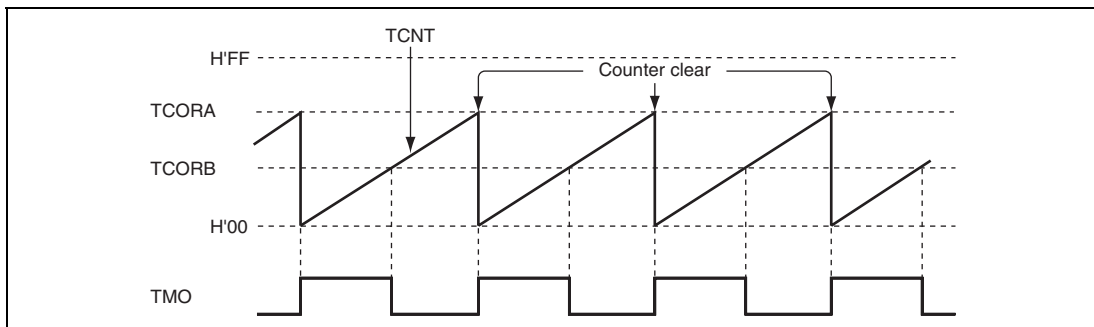 TCNT
H'FF
Counter clear
TCORA
TCORB
H'00
TMO